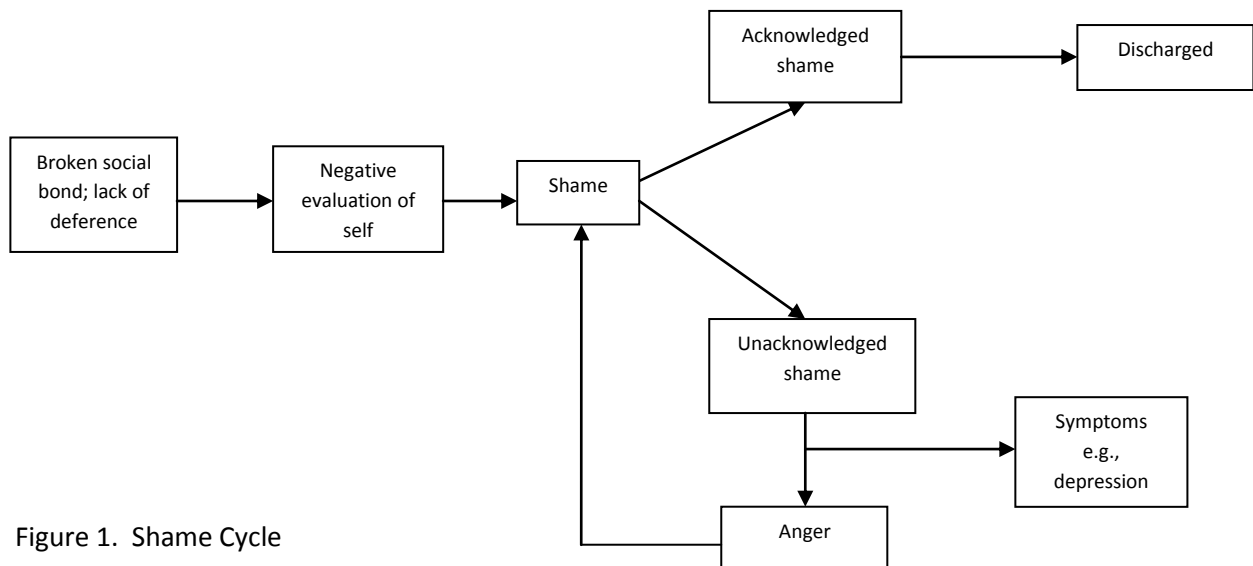 Broken social
bond; lack of
deference
Negative
evaluation of
self
Shame
Acknowledged
shame
Discharged
Unacknowledged
shame
Symptoms
e.g.,
depression
Anger
Figure 1.  Shame Cycle